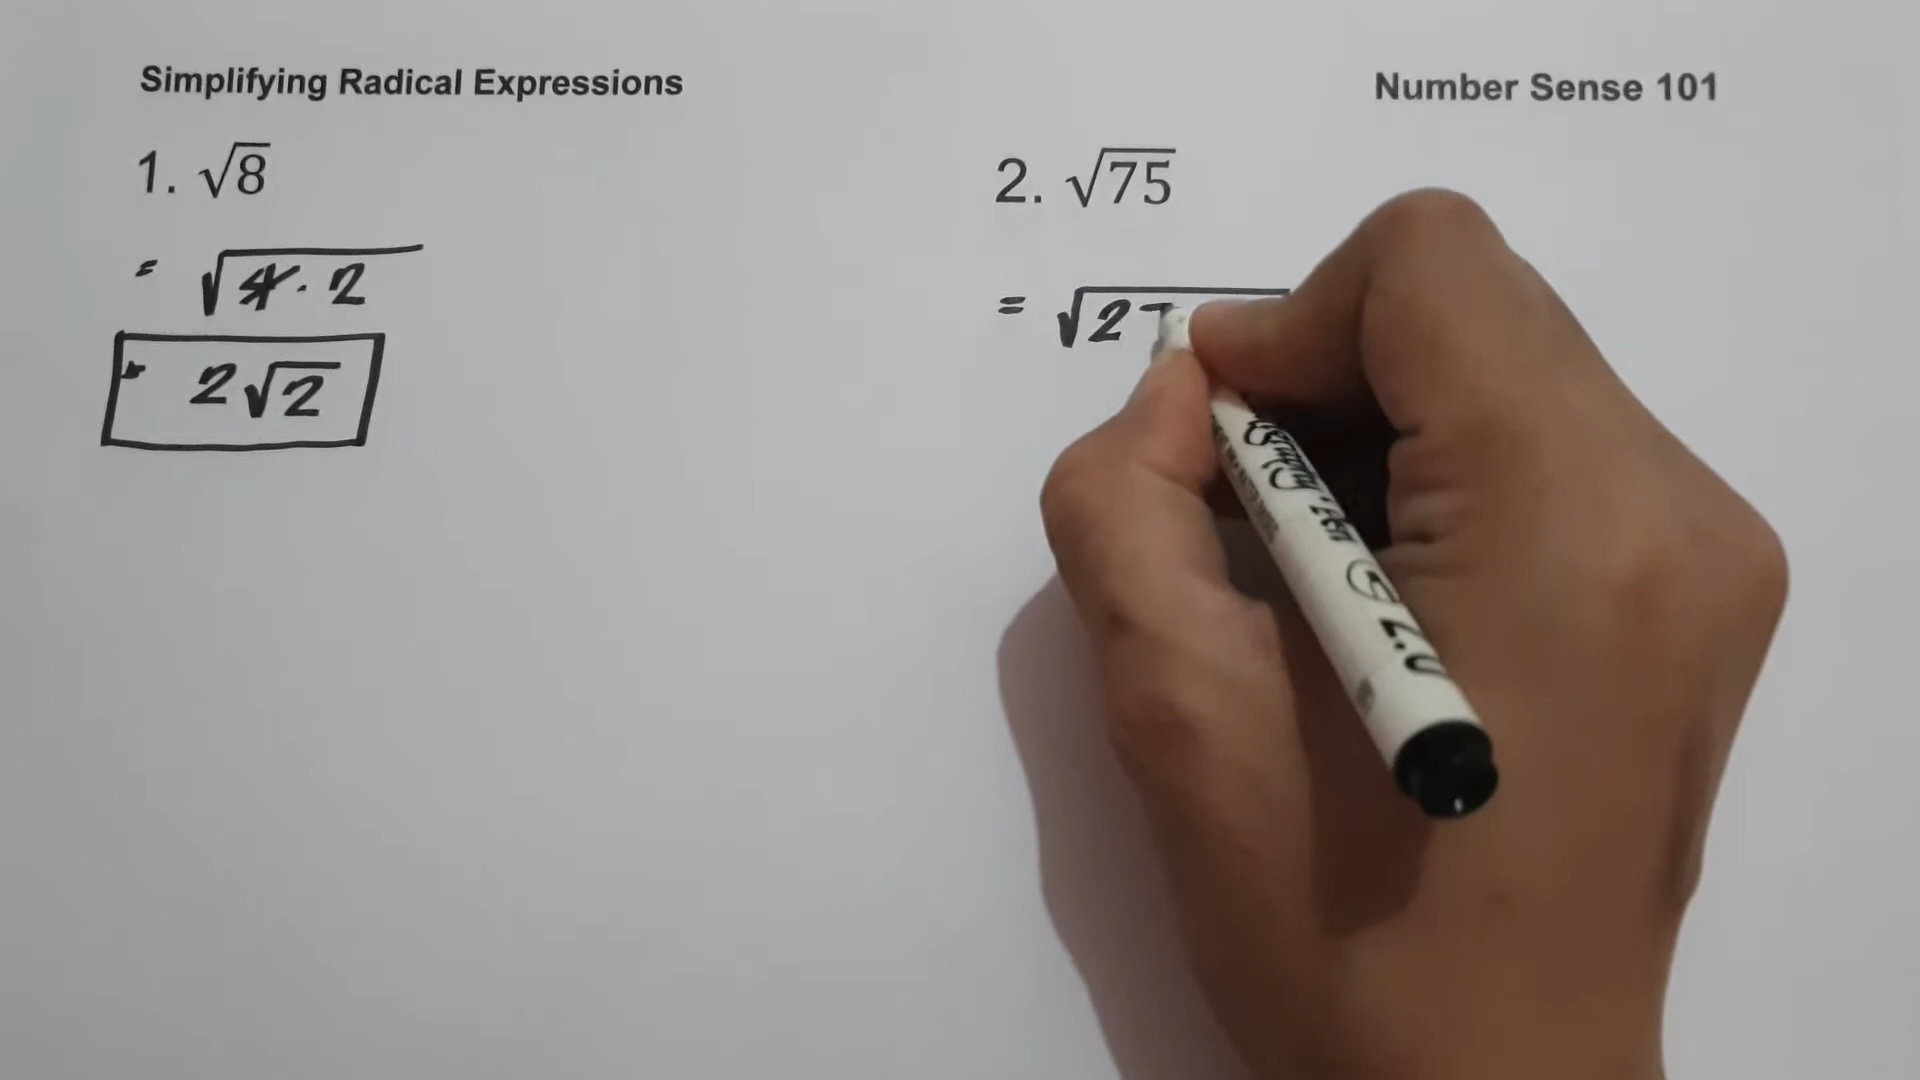 Simplifying Radical Expressions
Number Sense 101
1. √8
= √4 · 2
= 2√2
2. √75
= √2